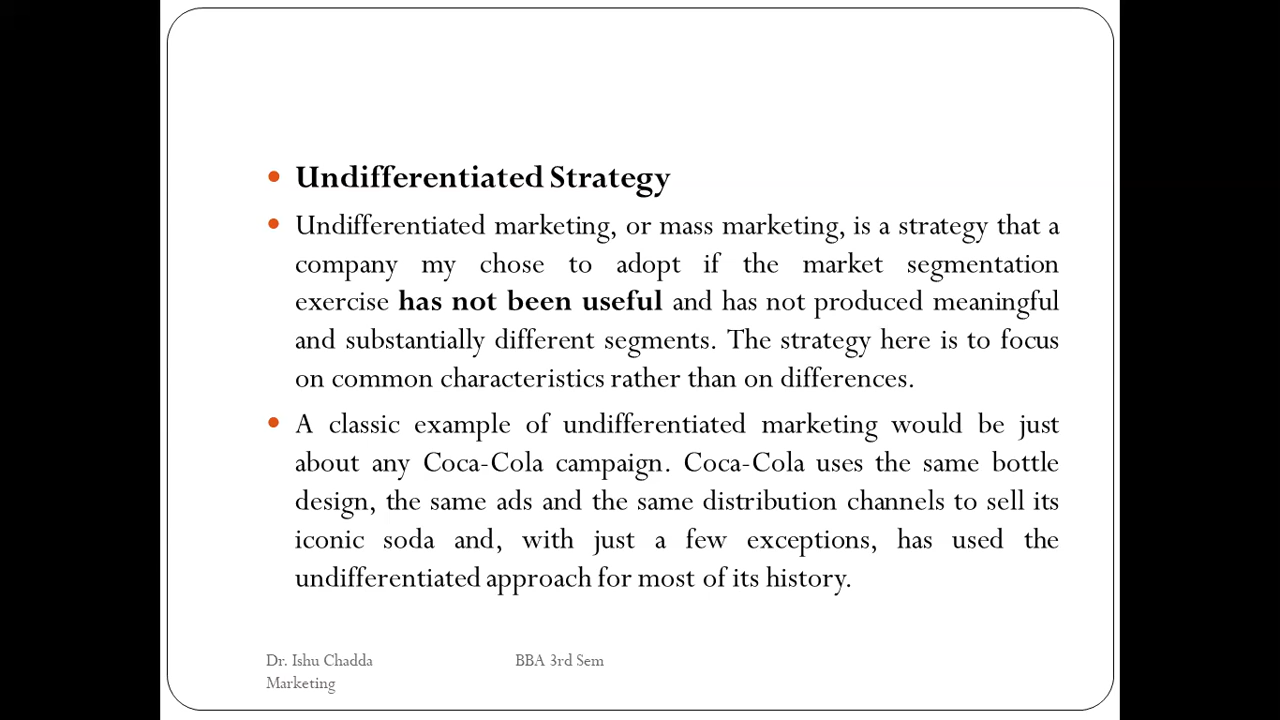 Undifferentiated Strategy
Undifferentiated marketing, or mass marketing, is a strategy that a
company my chose to adopt if the market segmentation
exercise has not been useful and has not produced meaningful
and substantially different segments. The strategy here is to focus
on common characteristics rather than on differences.
A classic example of undifferentiated marketing would be just
about any Coca-Cola campaign. Coca-Cola uses the same bottle
design, the same ads and the same distribution channels to sell its
iconic soda and, with just a few exceptions, has used the
undifferentiated approach for most of its history.
Dr. Ishu Chadda
Marketing
BBA 3rd Sem